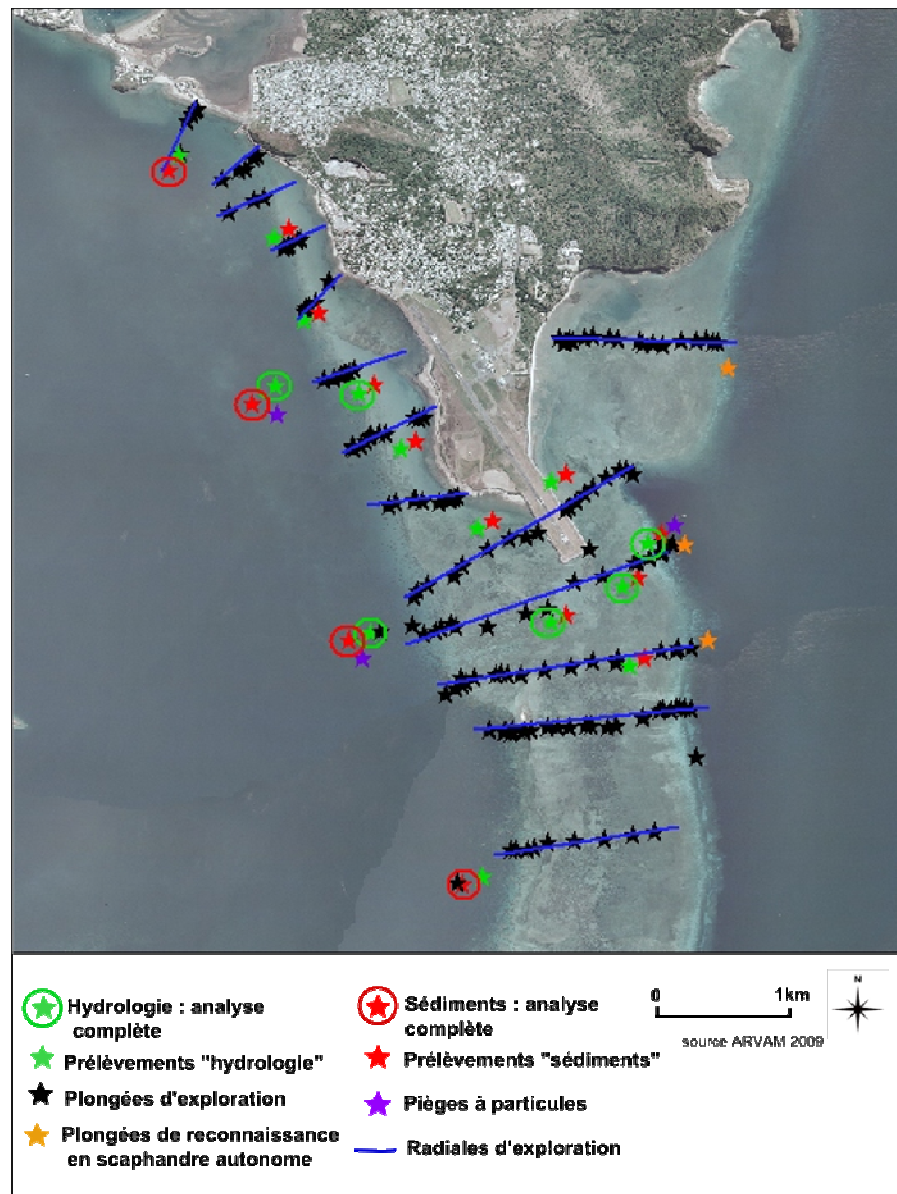 Hydrologie : analyse
complète
Prélèvements "hydrologie"
Plongées d'exploration
Plongées de reconnaissance
en scaphandre autonome
Sédiments : analyse
complète
Prélèvements "sédiments"
Pièges à particules
Radiales d'exploration
0 1km
source ARVAM 2009
N